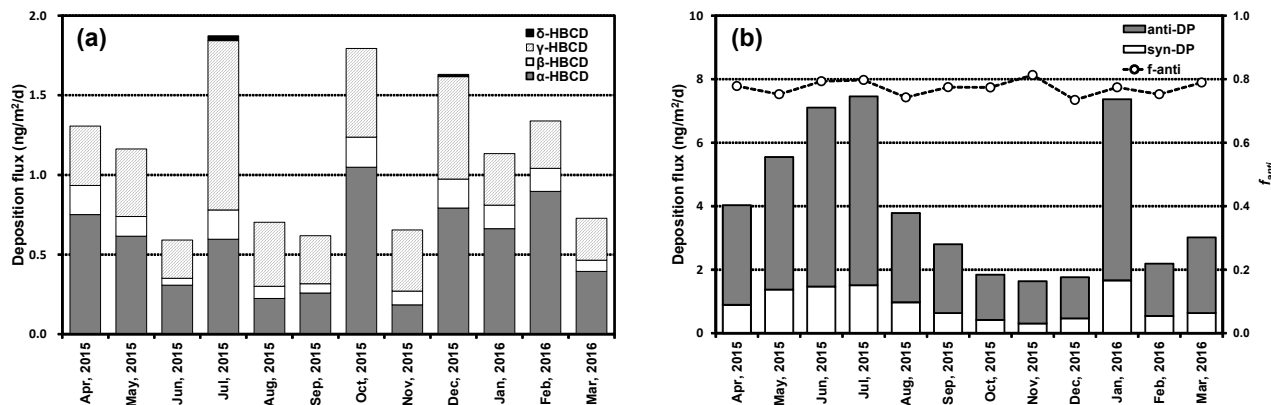 (a)
δ-HBCD
γ-HBCD
β-HBCD
α-HBCD
Deposition flux (ng/m²/d)
2.0
1.5
1.0
0.5
0.0
Apr, 2015
May, 2015
Jun, 2015
Jul, 2015
Aug, 2015
Sep, 2015
Oct, 2015
Nov, 2015
Dec, 2015
Jan, 2016
Feb, 2016
Mar, 2016
(b)
anti-DP
syn-DP
f-anti
Deposition flux (ng/m²/d)
10
8
6
4
2
0
1.0
0.8
0.6
0.4
0.2
0.0
f anti
Apr, 2015
May, 2015
Jun, 2015
Jul, 2015
Aug, 2015
Sep, 2015
Oct, 2015
Nov, 2015
Dec, 2015
Jan, 2016
Feb, 2016
Mar, 2016